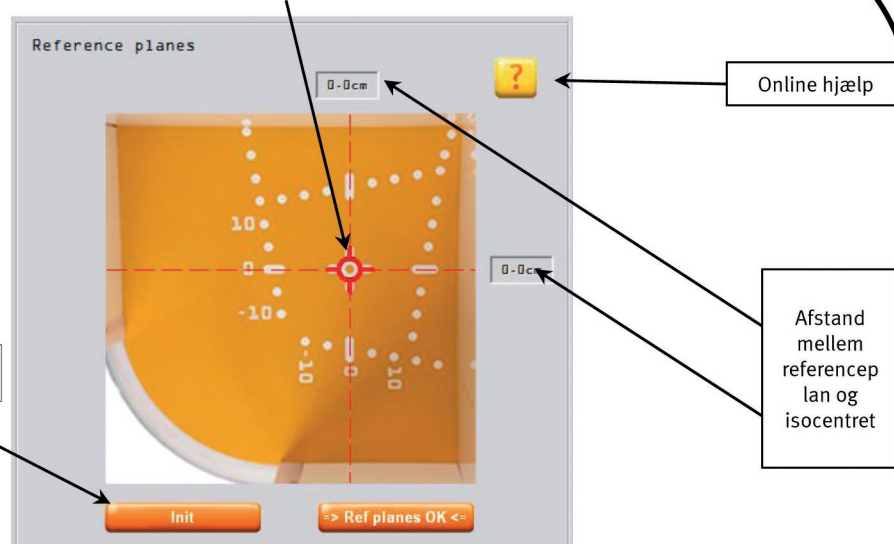 Reference planes
0.0cm
Online hjælp
10
0
0.0cm
-10
-10
0
10
Afstand
mellem
referencep
lan og
isocentret
Init
=> Ref planes OK <=